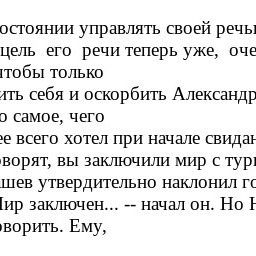 остоянии управлять своей речь
цель его речи теперь уже, оче
чтобы только
ить себя и оскорбить Александр
о самое, чего
ее всего хотел при начале свидан
оворят, вы заключили мир с тур
ашев утвердительно наклонил го
Мир заключен... -- начал он. Но Н
оворить. Ему,